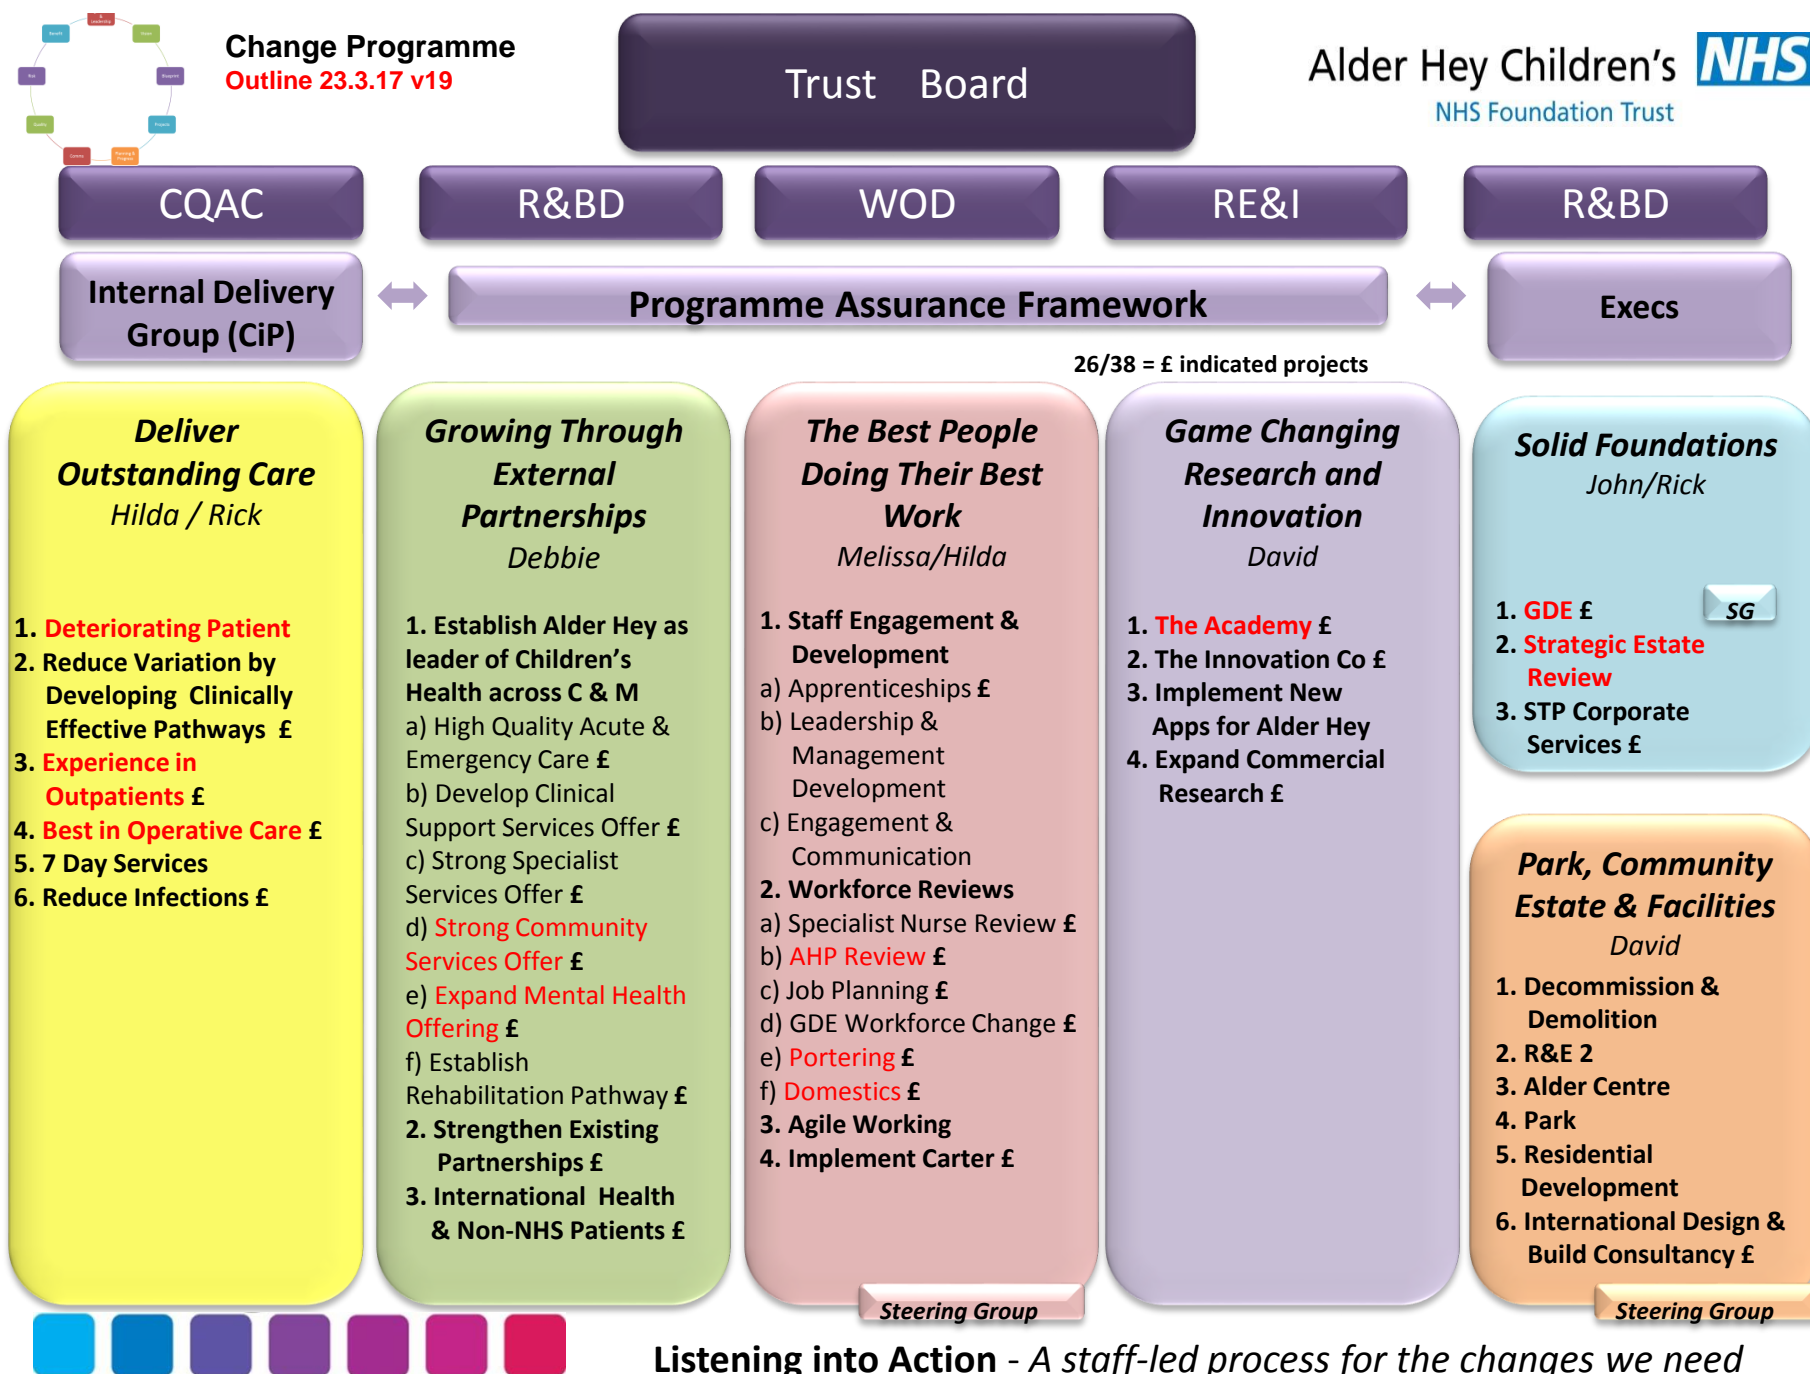 & Leadership
Benefit
Vision
Risk
Blueprint
Quality
Projects
Comms
Planning & Progress
Change Programme
Outline 23.3.17 v19
Trust Board
Alder Hey Children's NHS
NHS Foundation Trust
CQAC
R&BD
WOD
RE&I
R&BD
Internal Delivery
Group (CiP)
Programme Assurance Framework
Execs
26/38 = £ indicated projects
Deliver
Outstanding Care
Hilda / Rick
1. Deteriorating Patient
2. Reduce Variation by
Developing Clinically
Effective Pathways £
3. Experience in
Outpatients £
4. Best in Operative Care £
5. 7 Day Services
6. Reduce Infections £
Growing Through
External
Partnerships
Debbie
1. Establish Alder Hey as
leader of Children's
Health across C & M
a) High Quality Acute &
Emergency Care £
b) Develop Clinical
Support Services Offer £
c) Strong Specialist
Services Offer £
d) Strong Community
Services Offer £
e) Expand Mental Health
Offering £
f) Establish
Rehabilitation Pathway £
2. Strengthen Existing
Partnerships £
3. International Health
& Non-NHS Patients £
The Best People
Doing Their Best
Work
Melissa/Hilda
1. Staff Engagement &
Development
a) Apprenticeships £
b) Leadership &
Management
Development
c) Engagement &
Communication
2. Workforce Reviews
a) Specialist Nurse Review £
b) AHP Review £
c) Job Planning £
d) GDE Workforce Change £
e) Portering £
f) Domestics £
3. Agile Working
4. Implement Carter £
Steering Group
Game Changing
Research and
Innovation
David
1. The Academy £
2. The Innovation Co £
3. Implement New
Apps for Alder Hey
4. Expand Commercial
Research £
Solid Foundations
John/Rick
1. GDE £
SG
2. Strategic Estate
Review
3. STP Corporate
Services £
Park, Community
Estate & Facilities
David
1. Decommission &
Demolition
2. R&E 2
3. Alder Centre
4. Park
5. Residential
Development
6. International Design &
Build Consultancy £
Steering Group
Listening into Action - A staff-led process for the changes we need